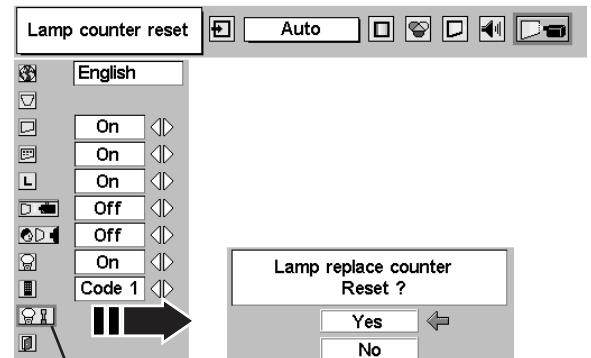 Lamp counter reset
Auto
English
On
On
On
Off
Off
On
Code 1
L
Lamp replace counter
Reset ?
Yes
No